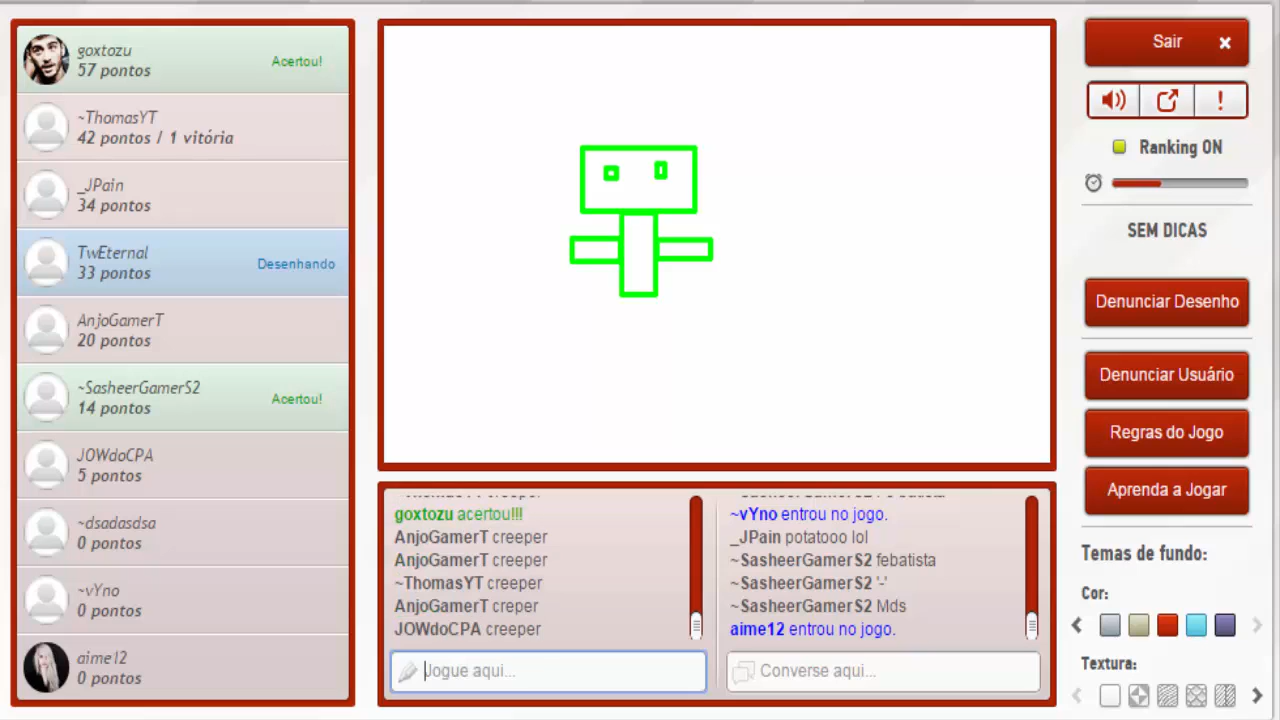 goxtozu
57 pontos
Acertou!
~ThomasYT
42 pontos / 1 vitória
_JPain
34 pontos
TwEternal
33 pontos
Desenhando
AnjoGamerT
20 pontos
~SasheerGamerS2
14 pontos
Acertou!
JOWdoCPA
5 pontos
~dsadasdsa
0 pontos
~vYno
0 pontos
aime12
0 pontos
goxtozu acertou!!!
AnjoGamerT creeper
AnjoGamerT creeper
~ThomasYT creeper
AnjoGamerT creper
JOWdoCPA creeper
Jogue aqui...
~vYno entrou no jogo.
_JPain potatooo lol
~SasheerGamerS2 febatista
~SasheerGamerS2 '-'
~SasheerGamerS2 Mds
aime12 entrou no jogo.
Converse aqui...
Sair
Ranking ON
SEM DICAS
Denunciar Desenho
Denunciar Usuário
Regras do Jogo
Aprenda a Jogar
Temas de fundo:
Cor:
Textura: